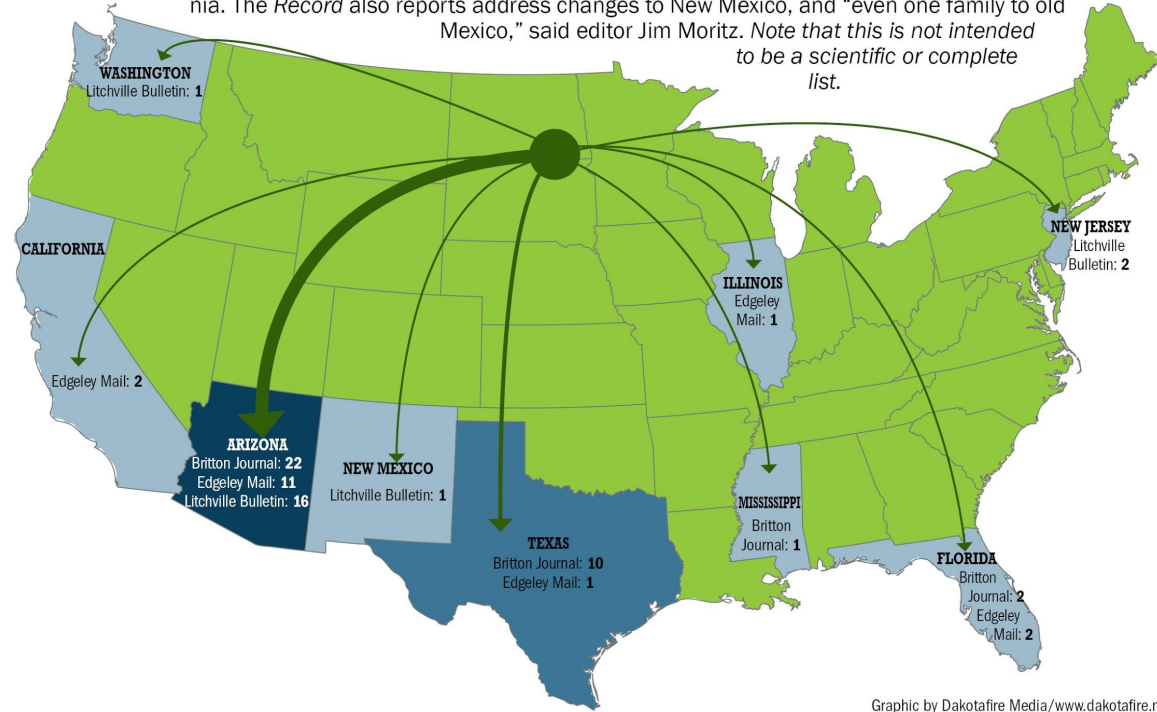 nia. The Record also reports address changes to New Mexico, and “even one family to old
Mexico,” said editor Jim Moritz. Note that this is not intended
to be a scientific or complete
list.
WASHINGTON
Litchville Bulletin: 1
CALIFORNIA
Edgeley Mail: 2
ARIZONA
Britton Journal: 22
Edgeley Mail: 11
Litchville Bulletin: 16
NEW MEXICO
Litchville Bulletin: 1
TEXAS
Britton Journal: 10
Edgeley Mail: 1
ILLINOIS
Edgeley
Mail: 1
MISSISSIPPI
Britton
Journal: 1
FLORIDA
Britton
Journal: 2
Edgeley
Mail: 2
NEW JERSEY
Litchville
Bulletin: 2
Graphic by Dakotafire Media/www.dakotafire.r